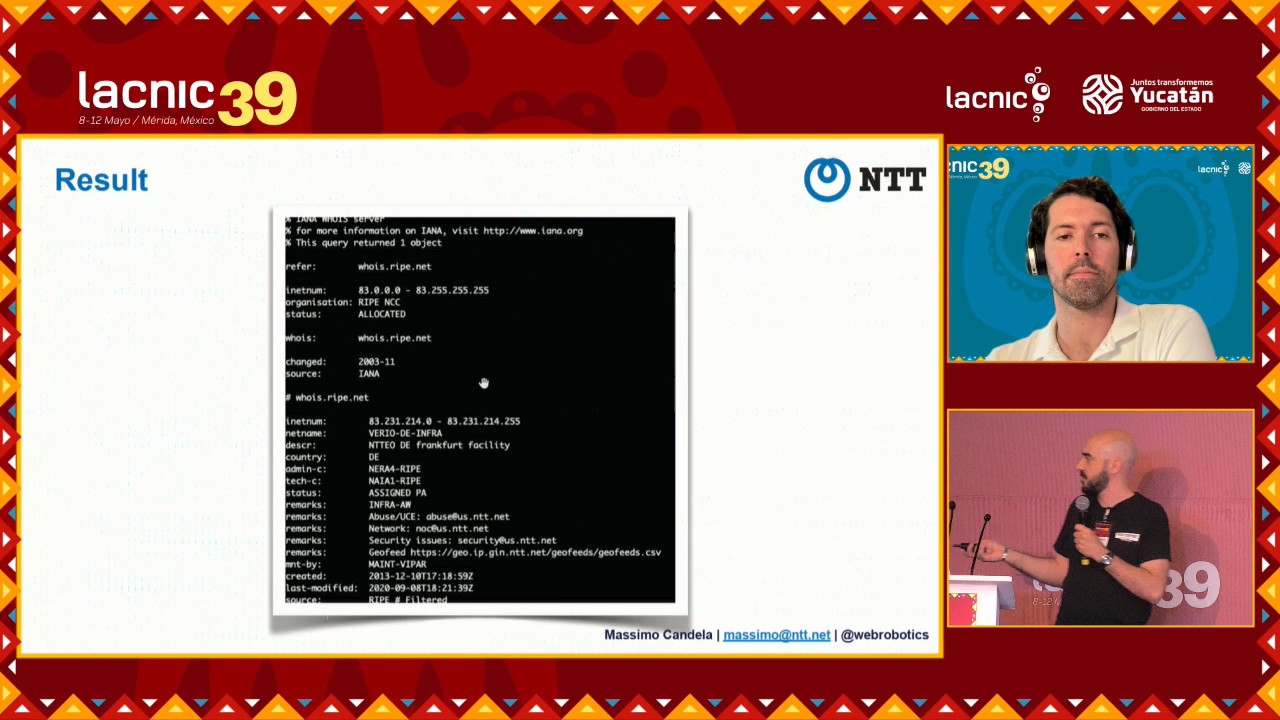 lacnic 39
8-12 Mayo / Mérida, México
lacnic
Juntos transformemos
Yucatán
GOBIERNO DEL ESTADO
Result
NTT
% IANA WHOIS server
% for more information on IANA, visit http://www.iana.org
% This query returned 1 object
refer: whois.ripe.net
inetnum: 83.0.0.0 - 83.255.255.255
organisation: RIPE NCC
status: ALLOCATED
whois: whois.ripe.net
changed: 2003-11
source: IANA
# whois.ripe.net
inetnum: 83.231.214.0 - 83.231.214.255
netname: VERIO-DE-INFRA
descr: NTTEO DE frankfurt facility
country: DE
admin-c: NERA4-RIPE
tech-c: NAIA1-RIPE
status: ASSIGNED PA
remarks: INFRA-AW
remarks: Abuse/UCE: abuse@us.ntt.net
remarks: Network: noc@us.ntt.net
remarks: Security issues: security@us.ntt.net
remarks: Geofeed https://geo.ip.gin.ntt.net/geofeeds/geofeeds.csv
mnt-by: MAINT-VIPAR
created: 2013-12-10T17:18:59Z
last-modified: 2020-09-08T18:21:39Z
source: RIPE # Filtered
Massimo Candela | massimo@ntt.net | @webrobotics
cnic 39
lacnic
39